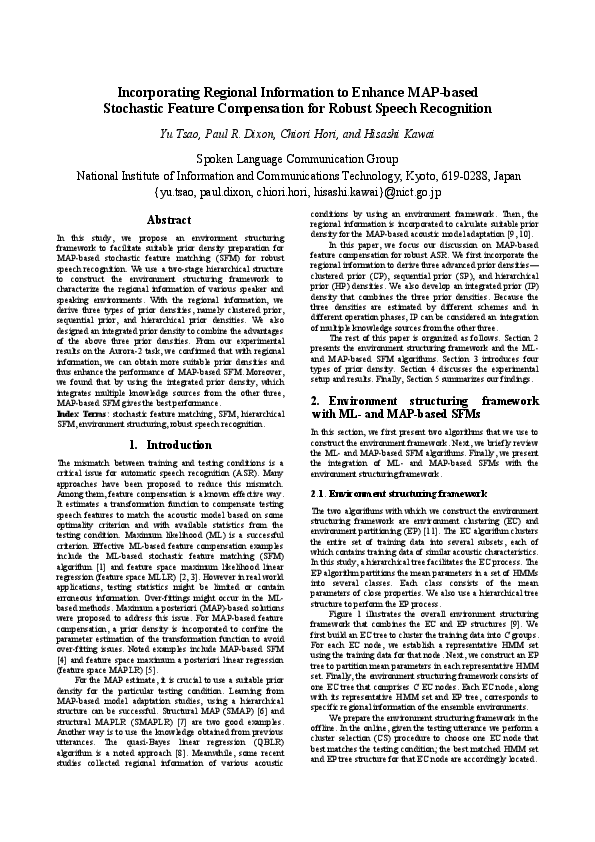 Incorporating Regional Information to Enhance MAP-based
Stochastic Feature Compensation for Robust Speech Recognition
Yu Tsao, Paul R. Dixon, Chiori Hori, and Hisashi Kawai
Spoken Language Communication Group
National Institute of Information and Communications Technology, Kyoto, 619-0288, Japan
{yu.tsao, paul.dixon, chiori.hori, hisashi.kawai}@nict.go.jp
Abstract
In this study, we propose an environment structuring
framework to facilitate suitable prior density preparation for
MAP-based stochastic feature matching (SFM) for robust
speech recognition. We use a two-stage hierarchical structure
to construct the environment structuring framework to
characterize the regional information of various speaker and
speaking environments. With the regional information, we
derive three types of prior densities, namely clustered prior,
sequential prior, and hierarchical prior densities. We also
designed an integrated prior density to combine the advantages
of the above three prior densities. From our experimental
results on the Aurora-2 task, we confirmed that with regional
information, we can obtain more suitable prior densities and
thus enhance the performance of MAP-based SFM. Moreover,
we found that by using the integrated prior density, which
integrates multiple knowledge sources from the other three,
MAP-based SFM gives the best performance.
Index Terms: stochastic feature matching, SFM, hierarchical
SFM, environment structuring, robust speech recognition.
1. Introduction
The mismatch between training and testing conditions is a
critical issue for automatic speech recognition (ASR). Many
approaches have been proposed to reduce this mismatch.
Among them, feature compensation is a known effective way.
It estimates a transformation function to compensate testing
speech features to match the acoustic model based on some
optimality criterion and with available statistics from the
testing condition. Maximum likelihood (ML) is a successful
criterion. Effective ML-based feature compensation examples
include the ML-based stochastic feature matching (SFM)
algorithm [1] and feature space maximum likelihood linear
regression (feature space MLLR) [2, 3]. However in real world
applications, testing statistics might be limited or contain
erroneous information. Over-fittings might occur in the ML-
based methods. Maximum a posteriori (MAP)-based solutions
were proposed to address this issue. For MAP-based feature
compensation, a prior density is incorporated to confine the
parameter estimation of the transformation function to avoid
over-fitting issues. Noted examples include MAP-based SFM
[4] and feature space maximum a posteriori linear regression
(feature space MAPLR) [5].
For the MAP estimate, it is crucial to use a suitable prior
density for the particular testing condition. Learning from
MAP-based model adaptation studies, using a hierarchical
structure can be successful. Structural MAP (SMAP) [6] and
structural MAPLR (SMAPLR) [7] are two good examples.
Another way is to use the knowledge obtained from previous
utterances. The quasi-Bayes linear regression (QBLR)
algorithm is a noted approach [8]. Meanwhile, some recent
studies collected regional information of various acoustic
conditions by using an environment framework. Then, the
regional information is incorporated to calculate suitable prior
density for the MAP-based acoustic model adaptation [9, 10].
In this paper, we focus our discussion on MAP-based
feature compensation for robust ASR. We first incorporate the
regional information to derive three advanced prior densities—
clustered prior (CP), sequential prior (SP), and hierarchical
prior (HP) densities. We also develop an integrated prior (IP)
density that combines the three prior densities. Because the
three densities are estimated by different schemes and in
different operation phases, IP can be considered an integration
of multiple knowledge sources from the other three.
The rest of this paper is organized as follows. Section 2
presents the environment structuring framework and the ML-
and MAP-based SFM algorithms. Section 3 introduces four
types of prior density. Section 4 discusses the experimental
setup and results. Finally, Section 5 summarizes our findings.
2. Environment structuring framework
with ML- and MAP-based SFMs
In this section, we first present two algorithms that we use to
construct the environment framework. Next, we briefly review
the ML- and MAP-based SFM algorithms. Finally, we present
the integration of ML- and MAP-based SFMs with the
environment structuring framework.
2.1. Environment structuring framework
The two algorithms with which we construct the environment
structuring framework are environment clustering (EC) and
environment partitioning (EP) [11]. The EC algorithm clusters
the entire set of training data into several subsets, each of
which contains training data of similar acoustic characteristics.
In this study, a hierarchical tree facilitates the EC process. The
EP algorithm partitions the mean parameters in a set of HMMs
into several classes. Each class includes the mean
parameters of close properties. We also use a hierarchical tree
structure to perform the EP process.
Figure 1 illustrates the overall environment structuring
framework that combines the EC and EP structures [9]. We
first build an EC tree to cluster the training data into C groups.
For each EC node, we establish a representative HMM set
using the training data for that node. Next, we construct an EP
tree to partition mean parameters in each representative HMM
set. Finally, the environment structuring framework consists of
one EC tree that comprises C EC nodes. Each EC node, along
with its representative HMM set and EP tree, corresponds to
specific regional information of the ensemble environments.
We prepare the environment structuring framework in the
offline. In the online, given the testing utterance we perform a
cluster selection (CS) procedure to choose one EC node that
best matches the testing condition; the best matched HMM set
and EP tree structure for that EC node are accordingly located.